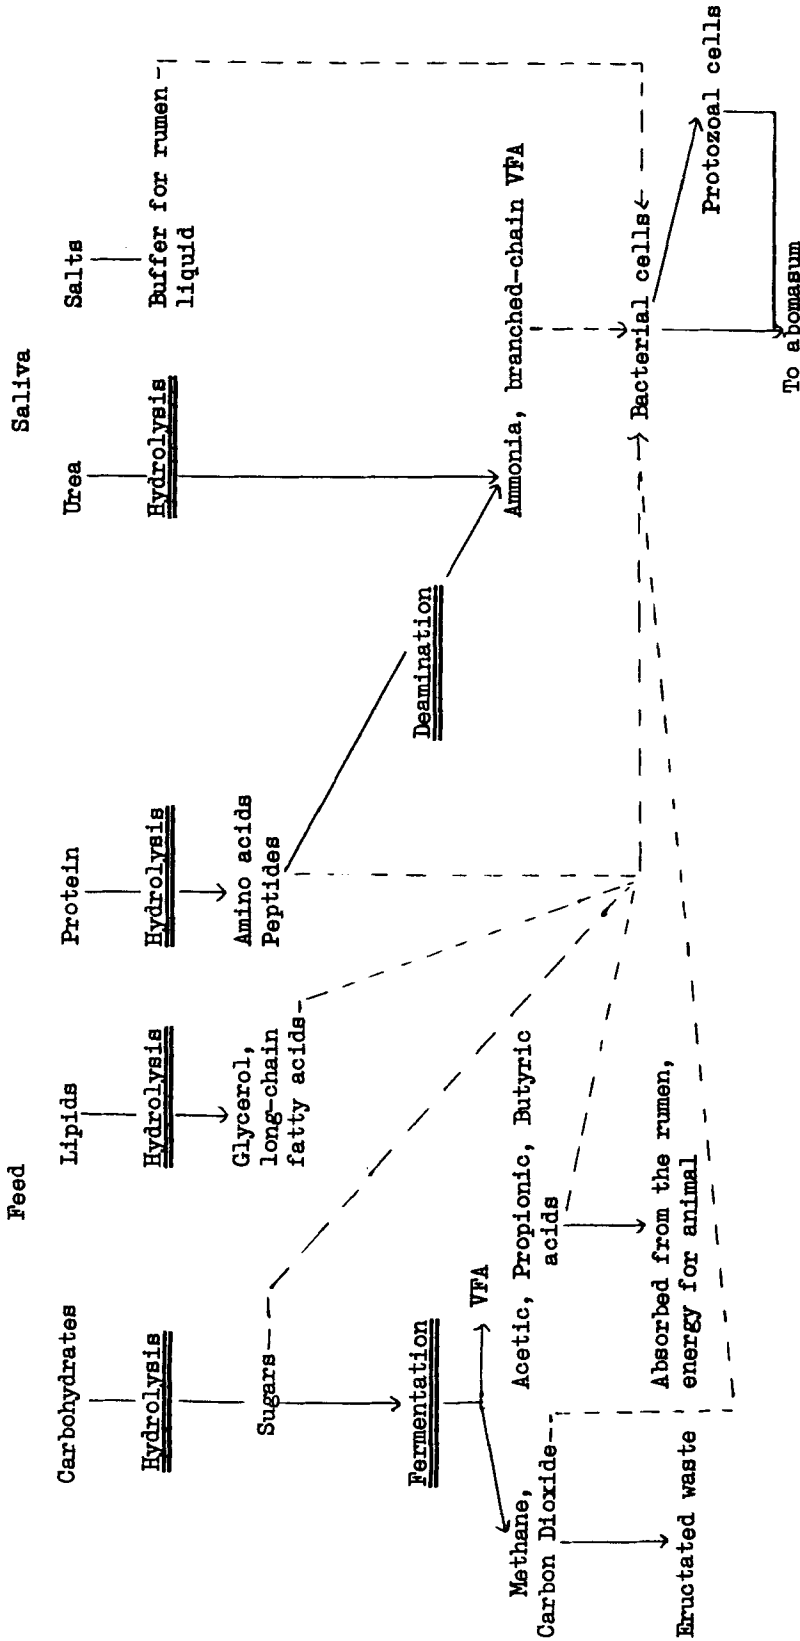 Feed
Saliva
Carbohydrates
Lipids
Protein
Urea
Salts
Hydrolysis
Hydrolysis
Hydrolysis
Hydrolysis
Buffer for rumen
liquid
Sugars
Glycerol,
long-chain
fatty acids
Amino acids
Peptides
Fermentation
Deamination
VFA
Methane,
Carbon Dioxide
Acetic, Propionic, Butyric
acids
Ammonia, branched-chain VFA
Bacterial cells
Protozoal cells
Eructated waste
Absorbed from the rumen,
energy for animal
To abomasum